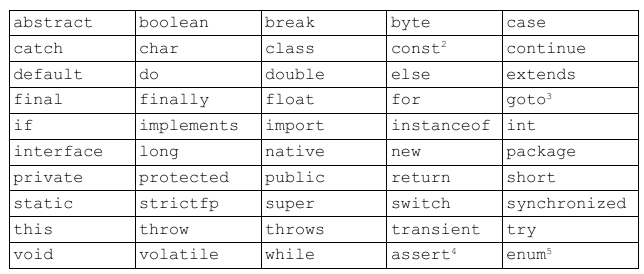 abstract boolean break byte case
catch char class const² continue
default do double else extends
final finally float for goto³
if implements import instanceof int
interface long native new package
private protected public return short
static strictfp super switch synchronized
this throw throws transient try
void volatile while assert⁴ enum⁵